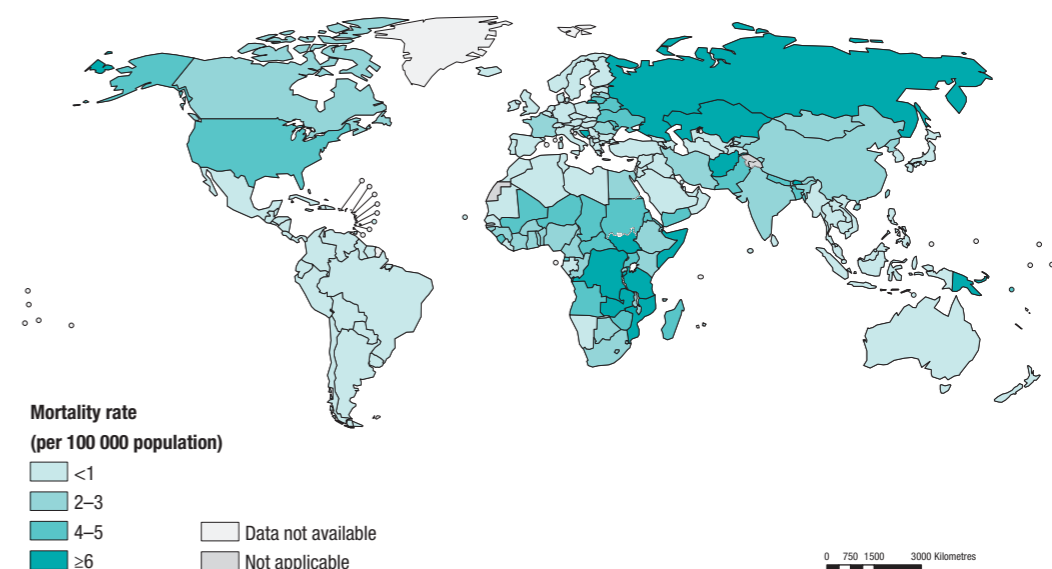 Mortality rate
(per 100 000 population)
<1
2–3
4–5
≥6
Data not available
Not applicable
0 750 1500 3000 Kilometres